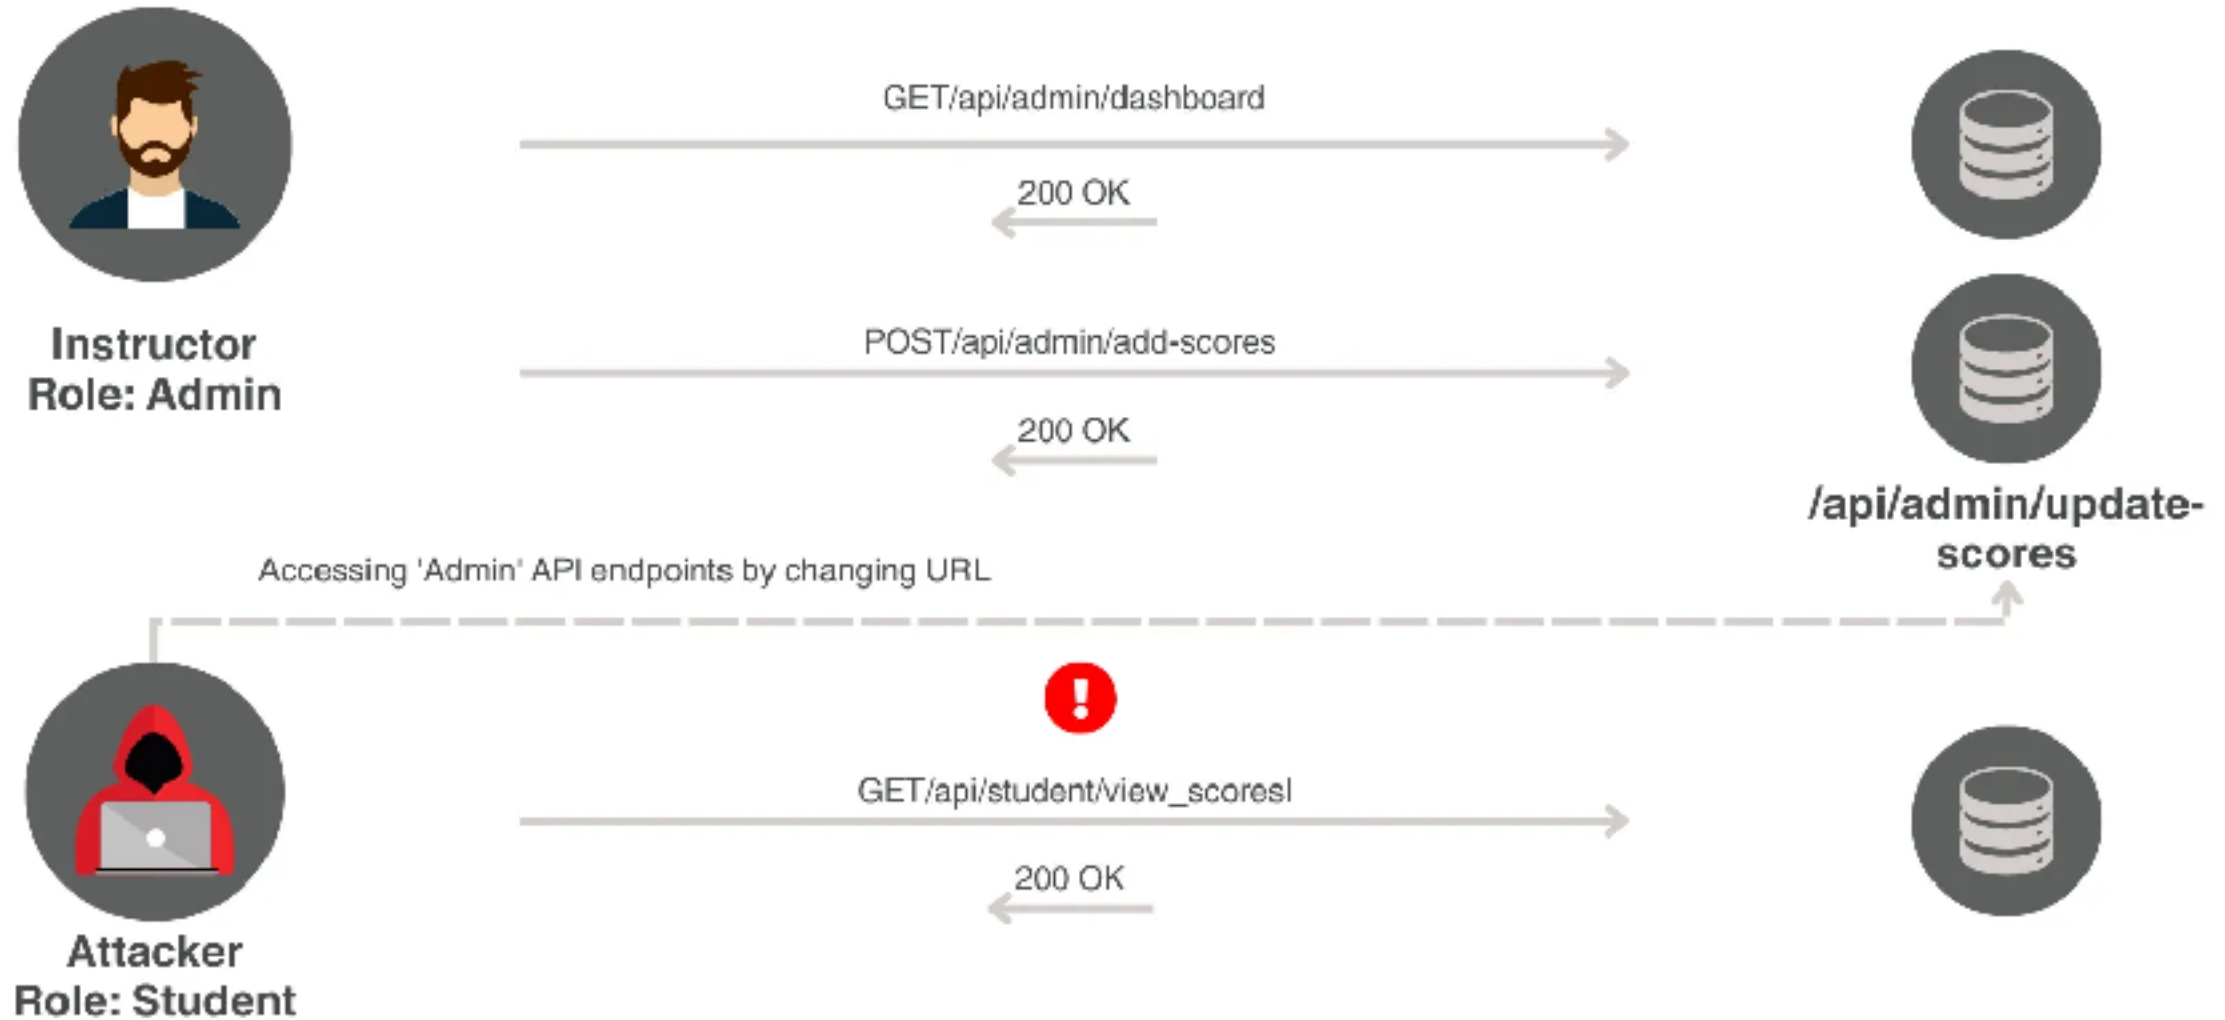 GET/api/admin/dashboard
200 OK
Instructor
Role: Admin
POST/api/admin/add-scores
200 OK
/api/admin/update-
scores
Accessing 'Admin' API endpoints by changing URL
GET/api/student/view_scoresl
200 OK
Attacker
Role: Student